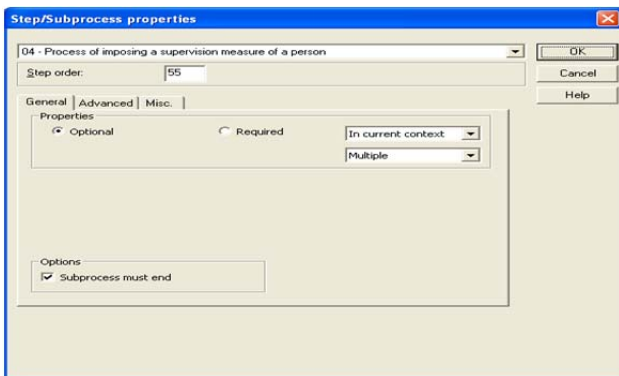 Step/Subprocess properties
04 - Process of imposing a supervision measure of a person
OK
Step order:
55
Cancel
Help
General
Advanced
Misc.
Properties
Optional
Required
In current context
Multiple
Options
Subprocess must end